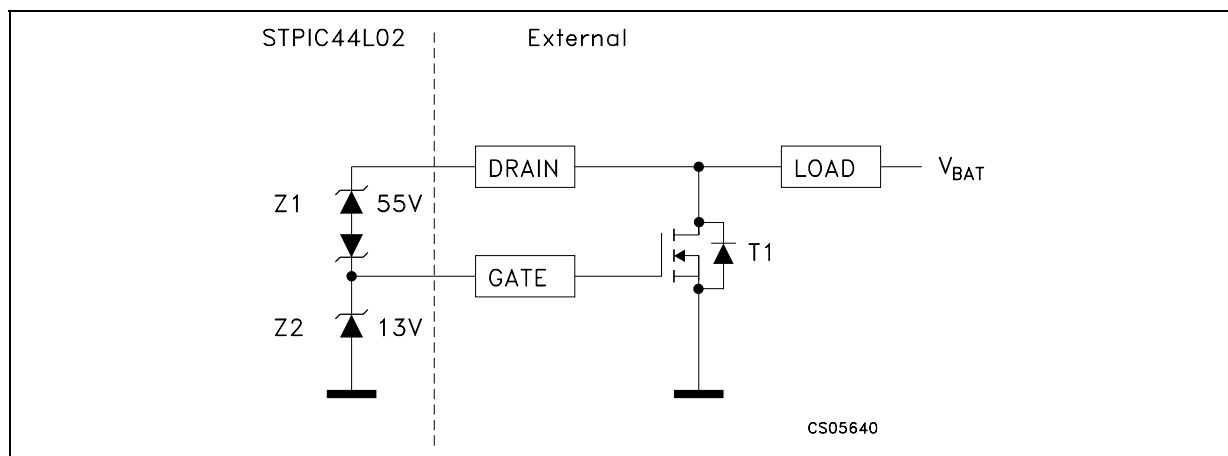 STPIC44L02 External
DRAIN LOAD V_BAT
Z1 55V
T1
GATE
Z2 13V
CS05640